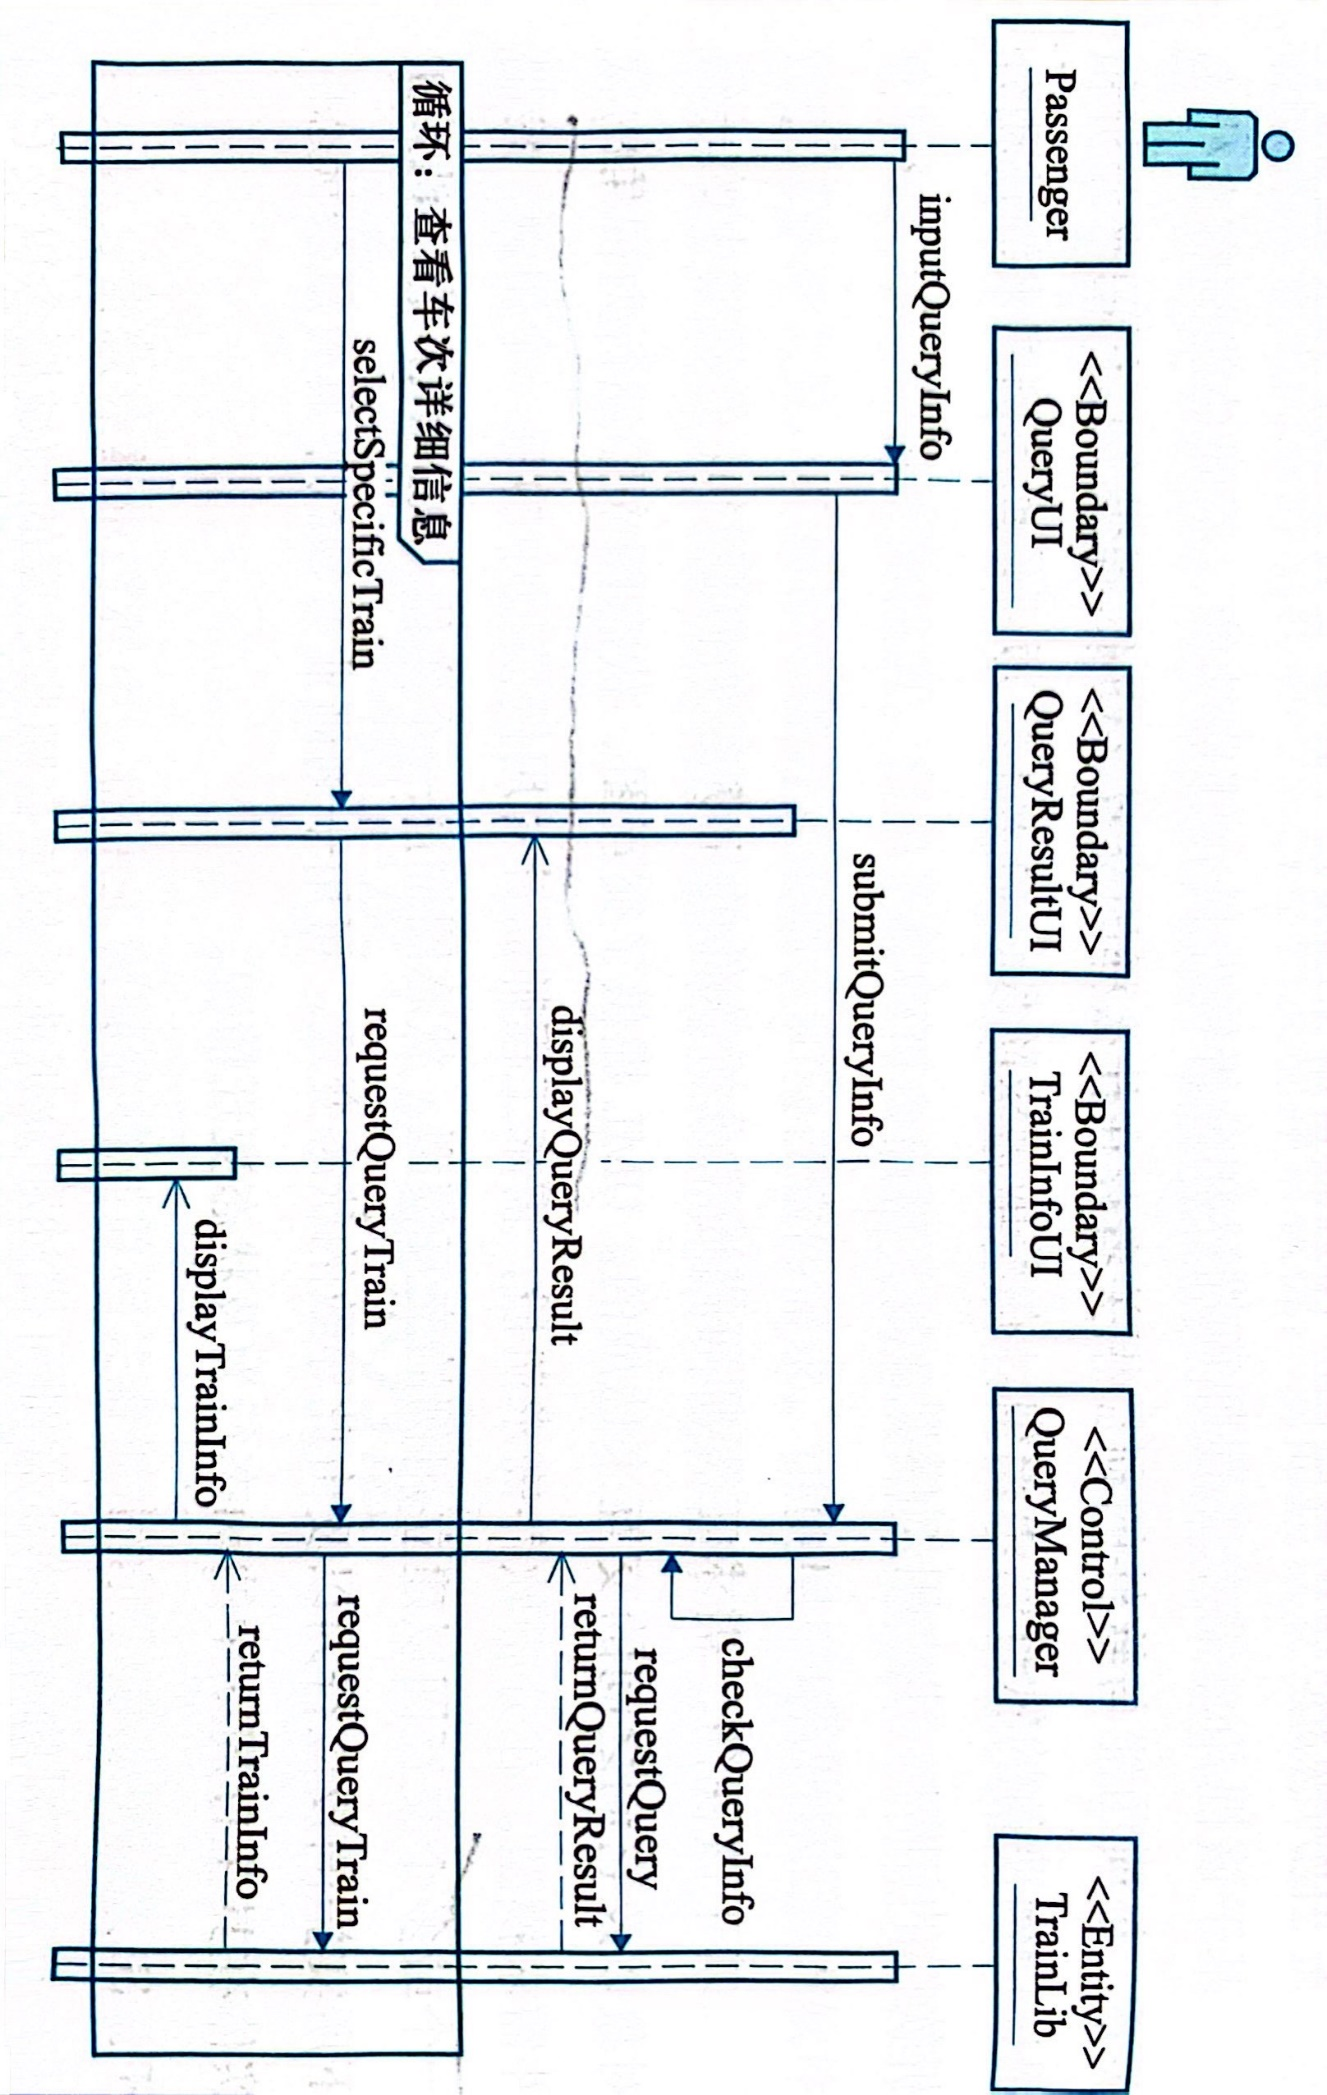 Passenger
<<Boundary>>
QueryUI
<<Boundary>>
QueryResultUI
<<Boundary>>
TrainInfoUI
<<Control>>
QueryManager
<<Entity>>
TrainLib
inputQueryInfo
submitQueryInfo
checkQueryInfo
requestQuery
returnQueryResult
displayQueryResult
循环：查看车次详细信息
selectSpecificTrain
requestQueryTrain
requestQueryTrain
returnTrainInfo
displayTrainInfo